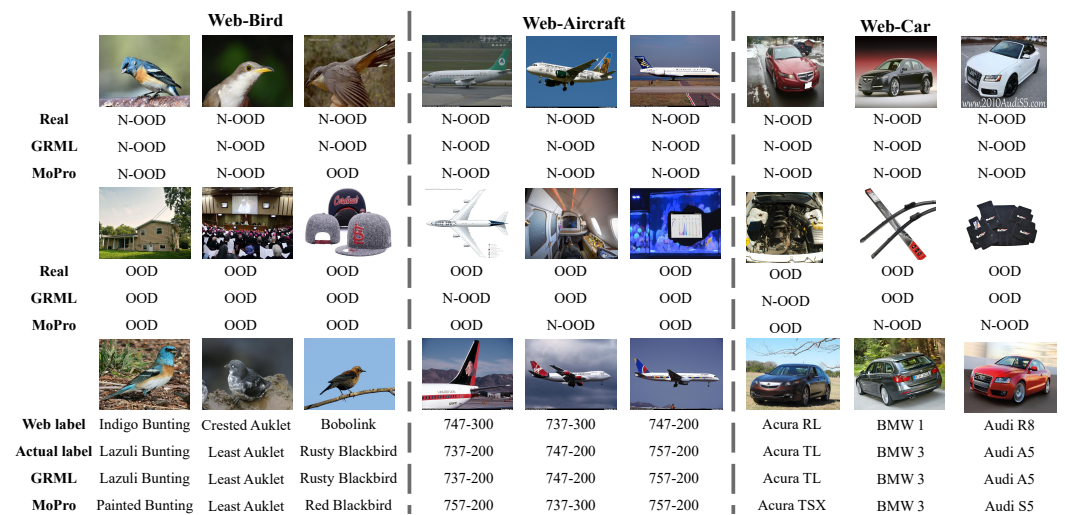 Web-Bird Web-Aircraft Web-Car
www.2010AudiS5.com
Real N-OOD N-OOD N-OOD N-OOD N-OOD N-OOD N-OOD N-OOD N-OOD
GRML N-OOD N-OOD N-OOD N-OOD N-OOD N-OOD N-OOD N-OOD N-OOD
MoPro N-OOD N-OOD OOD N-OOD N-OOD N-OOD N-OOD N-OOD N-OOD
Real OOD OOD OOD OOD OOD OOD OOD OOD OOD
GRML OOD OOD OOD N-OOD OOD OOD N-OOD OOD OOD
MoPro OOD OOD OOD OOD N-OOD OOD OOD N-OOD N-OOD
Web label Indigo Bunting Crested Auklet Bobolink 747-300 737-300 747-200 Acura RL BMW 1 Audi R8
Actual label Lazuli Bunting Least Auklet Rusty Blackbird 737-200 747-200 757-200 Acura TL BMW 3 Audi A5
GRML Lazuli Bunting Least Auklet Rusty Blackbird 737-200 747-200 757-200 Acura TL BMW 3 Audi A5
MoPro Painted Bunting Least Auklet Red Blackbird 757-200 737-300 757-200 Acura TSX BMW 3 Audi S5